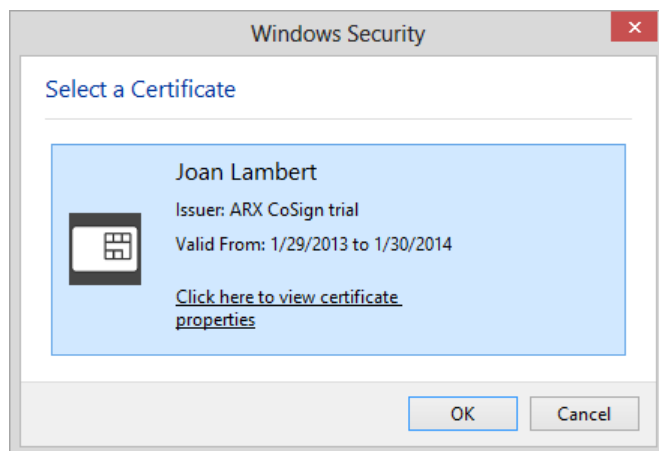 Windows Security
Select a Certificate
Joan Lambert
Issuer: ARX CoSign trial
Valid From: 1/29/2013 to 1/30/2014
Click here to view certificate
properties
OK
Cancel